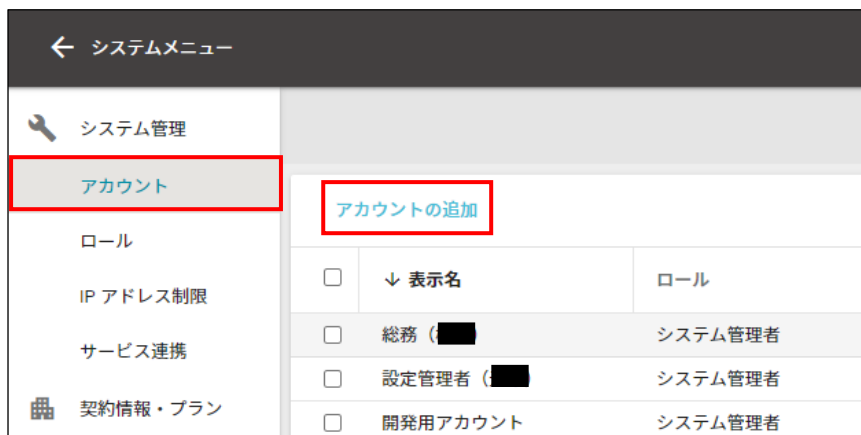 システムメニュー
システム管理
アカウント
ロール
IP アドレス制限
サービス連携
契約情報・プラン
アカウントの追加
表示名 ロール
総務（ ） システム管理者
設定管理者（ ） システム管理者
開発用アカウント システム管理者